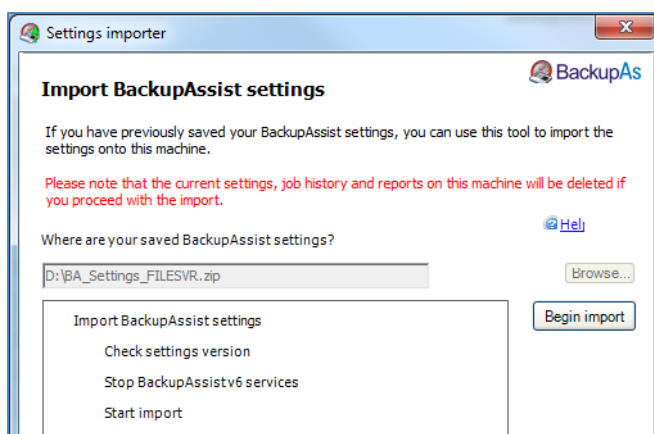 Settings importer
BackupAs
Import BackupAssist settings
If you have previously saved your BackupAssist settings, you can use this tool to import the
settings onto this machine.
Please note that the current settings, job history and reports on this machine will be deleted if
you proceed with the import.
Help
Where are your saved BackupAssist settings?
D:\BA_Settings_FILESVR.zip
Browse...
Import BackupAssist settings
Begin import
Check settings version
Stop BackupAssist v6 services
Start import